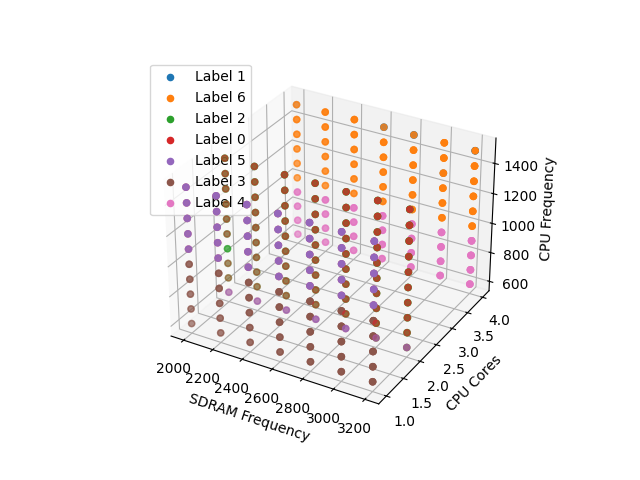 Label 1
Label 6
Label 2
Label 0
Label 5
Label 3
Label 4
1400
1200
1000
800
600
CPU Frequency
4.0
3.5
3.0
2.5
2.0
1.5
1.0
CPU Cores
2000
2200
2400
2600
2800
3000
3200
SDRAM Frequency